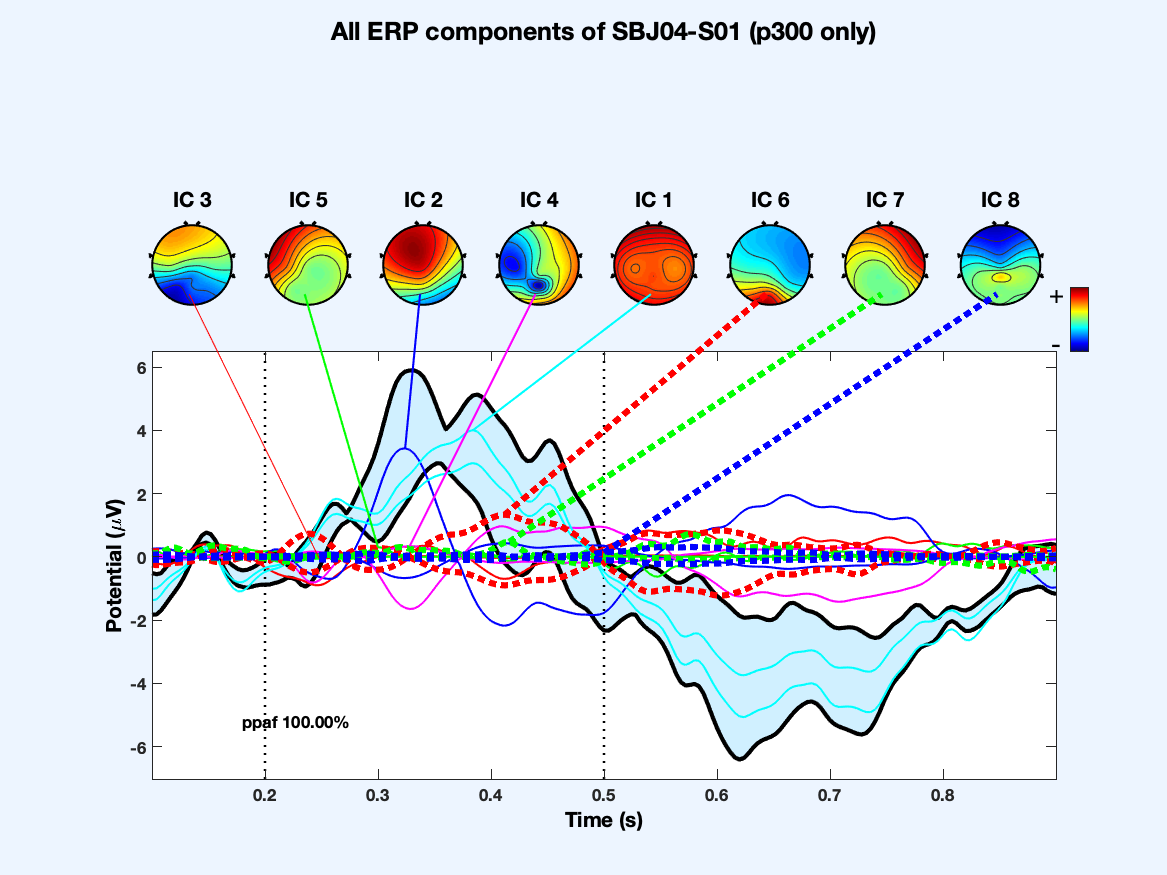 All ERP components of SBJ04-S01 (p300 only)
IC 3 IC 5 IC 2 IC 4 IC 1 IC 6 IC 7 IC 8
+
-
6
4
2
0
-2
-4
-6
Potential (μV)
ppaf 100.00%
0.2 0.3 0.4 0.5 0.6 0.7 0.8
Time (s)